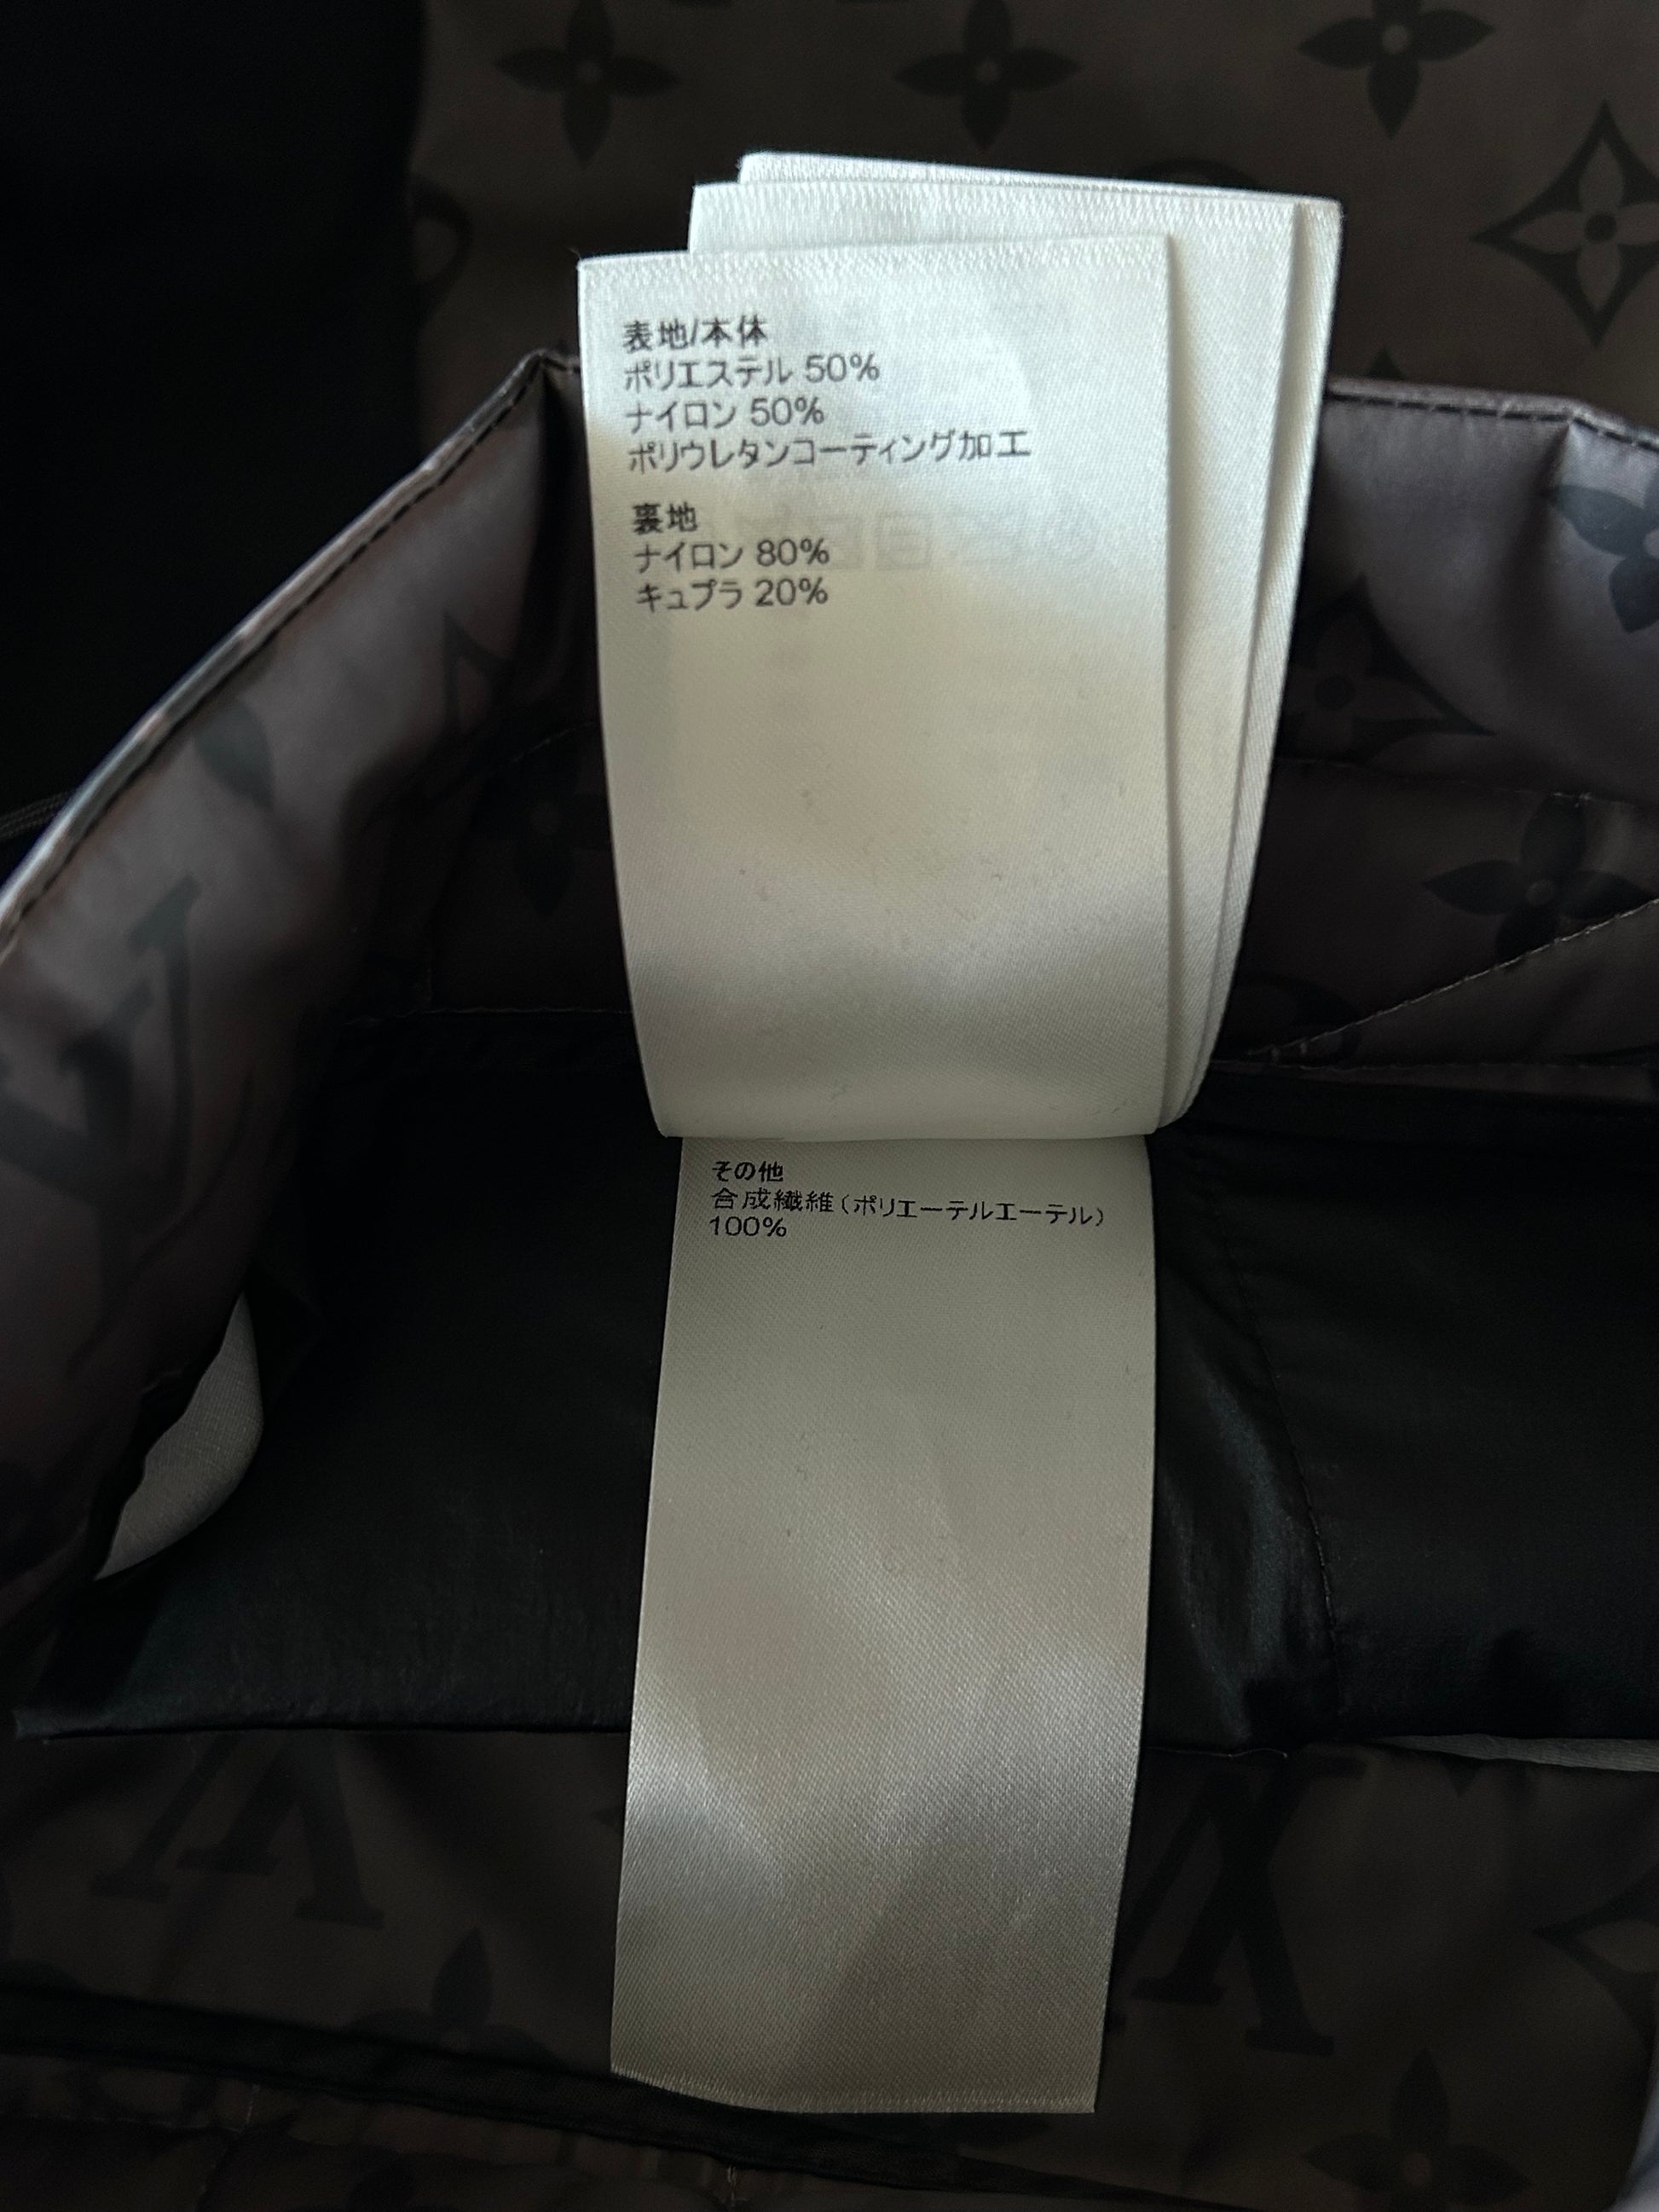 表地/本体
ポリエステル 50%
ナイロン 50%
ポリウレタンコーティング加工
裏地
ナイロン 80%
キュプラ 20%
その他
合成繊維(ポリエーテルエーテル)
100%